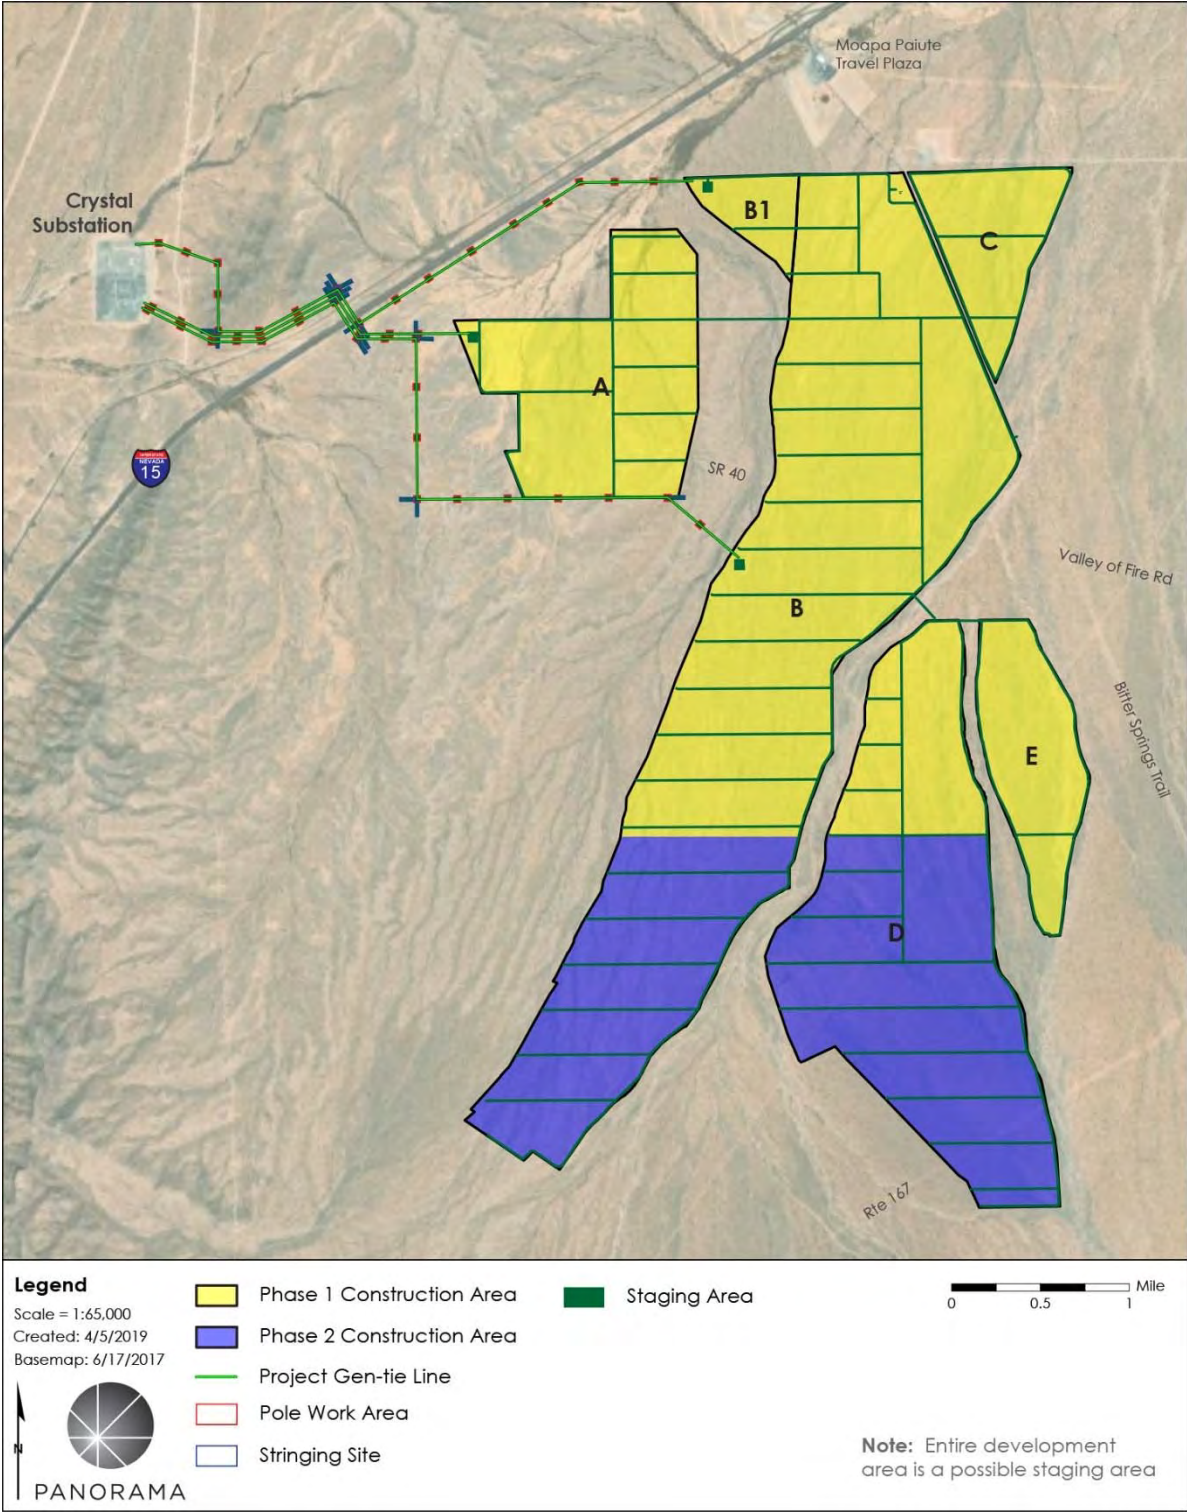 Moapa Paiute
Travel Plaza
Crystal
Substation
B1
C
A
NEVADA
15
SR 40
Valley of Fire Rd
B
Bitter Springs Trail
E
D
Rte 167
Legend
Scale = 1:65,000
Created: 4/5/2019
Basemap: 6/17/2017
N
PANORAMA
Phase 1 Construction Area
Phase 2 Construction Area
Project Gen-tie Line
Pole Work Area
Stringing Site
Staging Area
Mile
0 0.5 1
Note: Entire development
area is a possible staging area